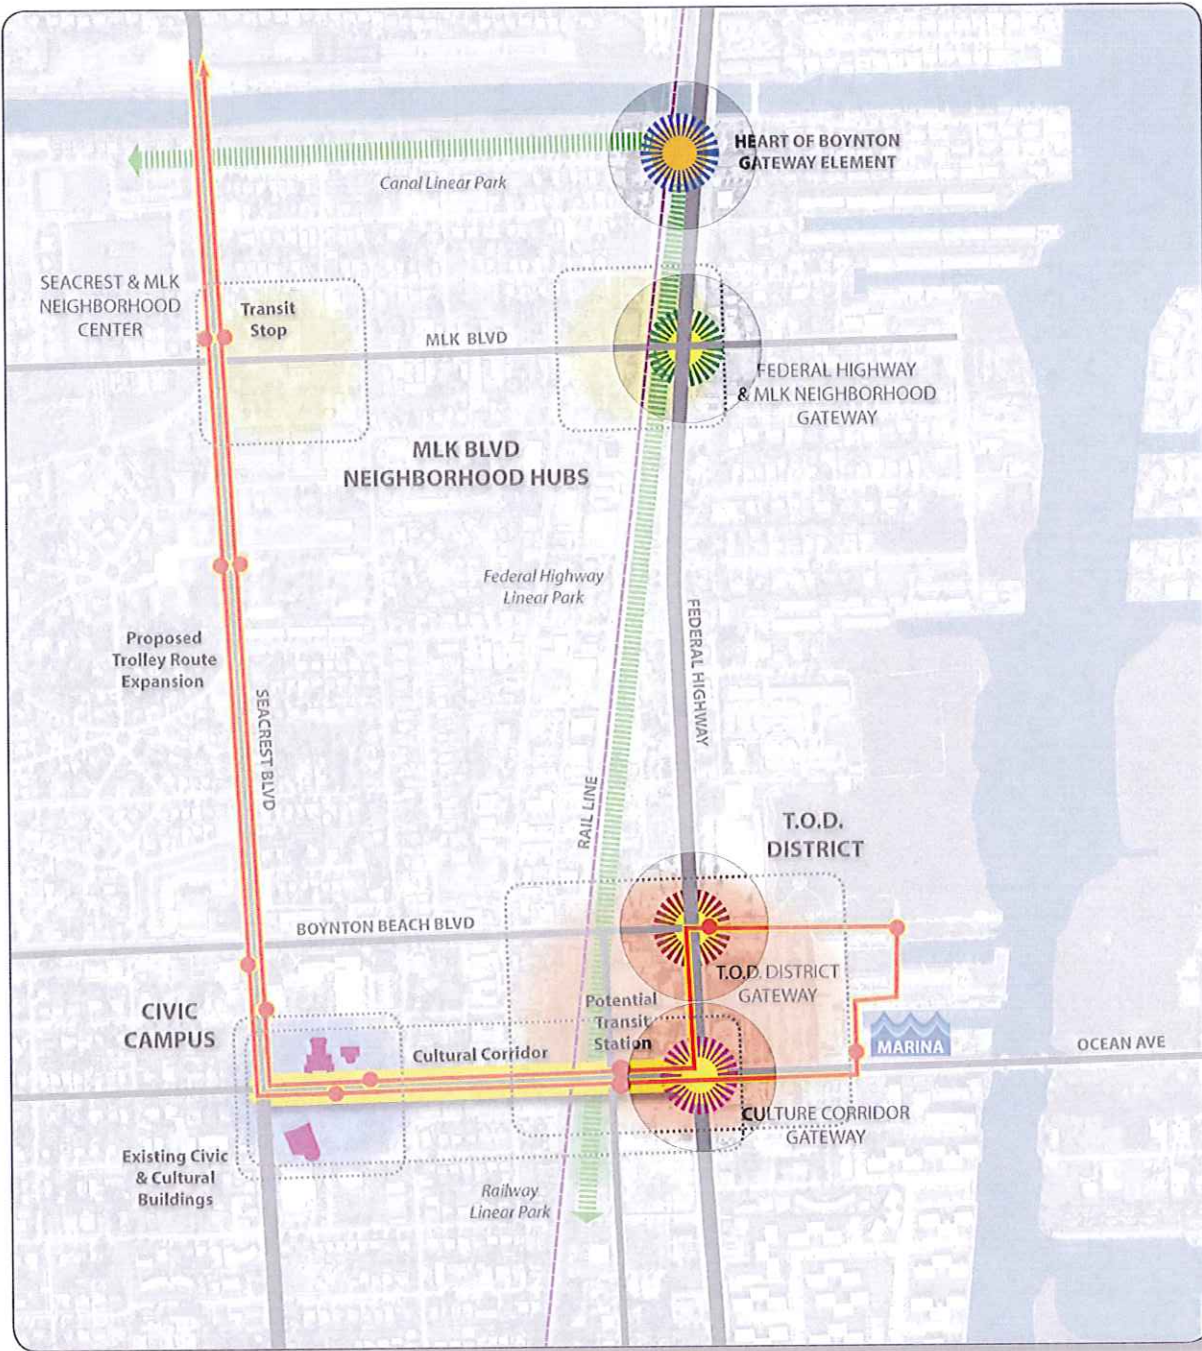 HEART OF BOYNTON
GATEWAY ELEMENT
Canal Linear Park
SEACREST & MLK
NEIGHBORHOOD
CENTER
Transit
Stop
MLK BLVD
FEDERAL HIGHWAY
& MLK NEIGHBORHOOD
GATEWAY
MLK BLVD
NEIGHBORHOOD HUBS
Federal Highway
Linear Park
FEDERAL HIGHWAY
Proposed
Trolley Route
Expansion
SEACREST BLVD
RAIL LINE
T.O.D.
DISTRICT
BOYNTON BEACH BLVD
T.O.D. DISTRICT
GATEWAY
CIVIC
CAMPUS
Potential
Transit
Station
Cultural Corridor
MARINA
OCEAN AVE
CULTURE CORRIDOR
GATEWAY
Existing Civic
& Cultural
Buildings
Railway
Linear Park